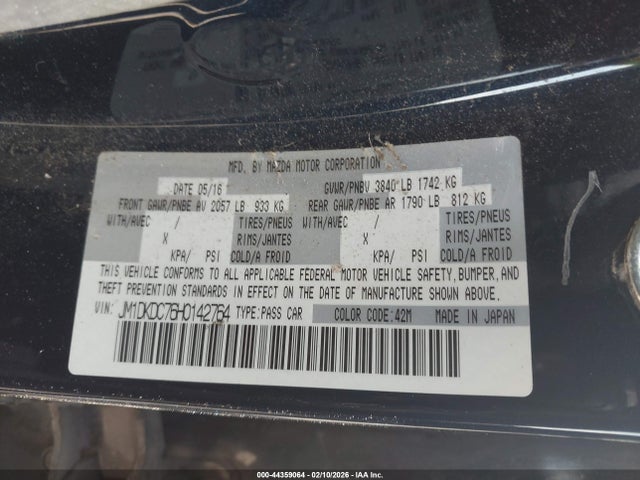 MFD. BY MAZDA MOTOR CORPORATION
DATE 05/16 GVWR/PNBV 3840 LB 1742 KG
FRONT GAWR/PNBE AV 2057 LB 933 KG REAR GAWR/PNBE AR 1790 LB 812 KG
WITH/AVEC / TIRES/PNEUS WITH/AVEC / TIRES/PNEUS
X RIMS/JANTES X RIMS/JANTES
KPA/ PSI COLD/A FROID KPA/ PSI COLD/A FROID
THIS VEHICLE CONFORMS TO ALL APPLICABLE FEDERAL MOTOR VEHICLE SAFETY, BUMPER, AND
THEFT PREVENTION STANDARDS IN EFFECT ON THE DATE OF MANUFACTURE SHOWN ABOVE.
VIN: JM1DKDC76H0142764 TYPE:PASS CAR COLOR CODE:42M MADE IN JAPAN
000-44359064 - 02/10/2026 - IAA Inc.